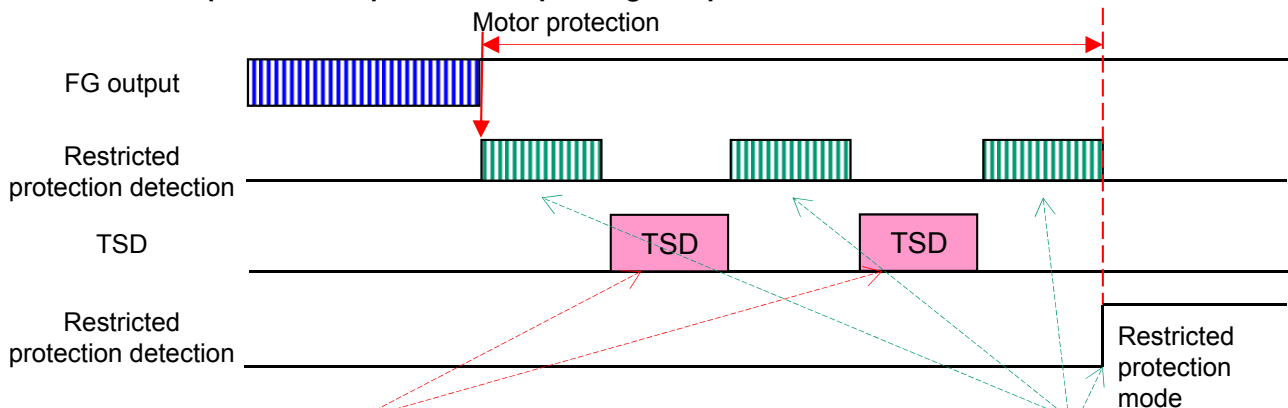 Motor protection
FG output
Restricted
protection detection
TSD
TSD
TSD
Restricted
protection detection
Restricted
protection
mode